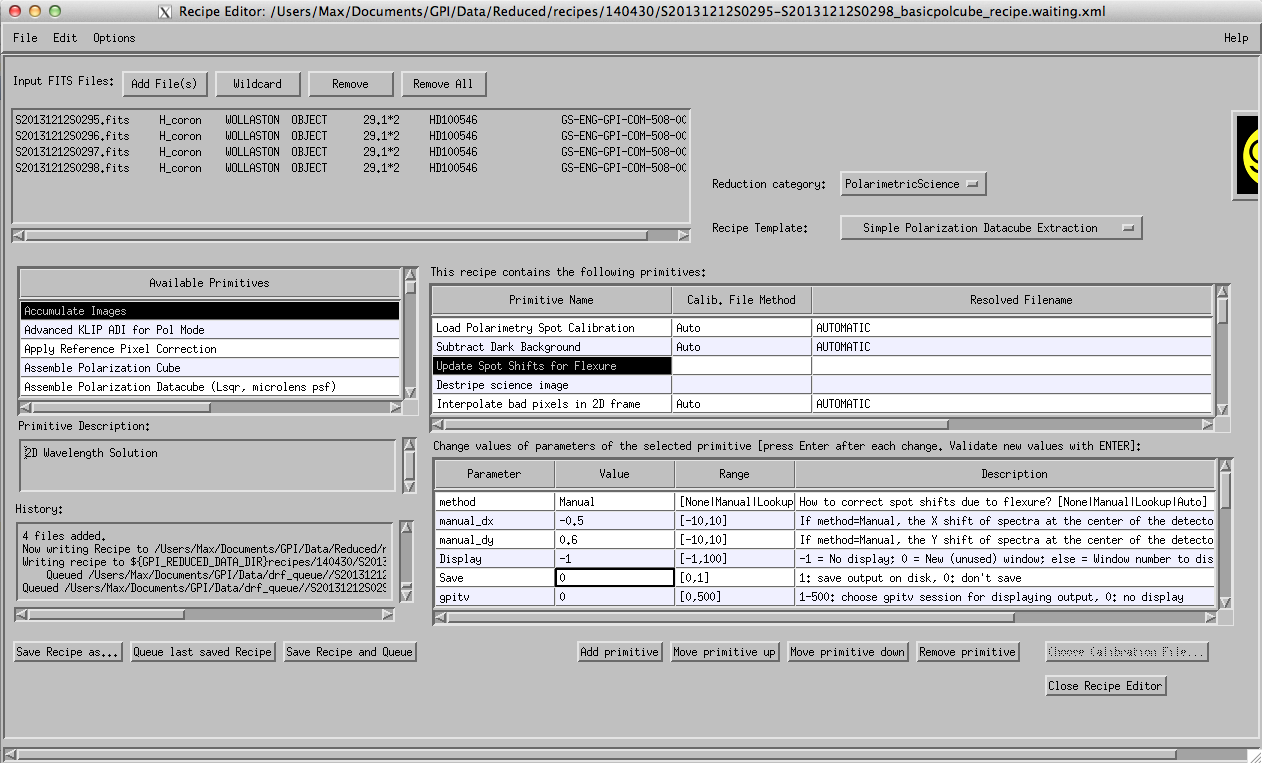 Recipe Editor: /Users/Max/Documents/GPI/Data/Reduced/recipes/140430/S20131212S0295-S20131212S0298_basicpolcube_recipe.waiting.xml
File Edit Options Help
Input FITS Files: Add File(s) Wildcard Remove Remove All
S20131212S0295.fits H_coron WOLLASTON OBJECT 29.1*2 HD100546 GS-ENG-GPI-COM-508-00
S20131212S0296.fits H_coron WOLLASTON OBJECT 29.1*2 HD100546 GS-ENG-GPI-COM-508-00
S20131212S0297.fits H_coron WOLLASTON OBJECT 29.1*2 HD100546 GS-ENG-GPI-COM-508-00
S20131212S0298.fits H_coron WOLLASTON OBJECT 29.1*2 HD100546 GS-ENG-GPI-COM-508-00
Reduction category: PolarimetricScience
Recipe Template: Simple Polarization Datacube Extraction
Available Primitives
Accumulate Images
Advanced KLIP ADI for Pol Mode
Apply Reference Pixel Correction
Assemble Polarization Cube
Assemble Polarization Datacube (Lsqr, microlens psf)
Primitive Description:
2D Wavelength Solution
History:
4 files added.
Now writing Recipe to /Users/Max/Documents/GPI/Data/Reduced/r
Writing recipe to ${GPI_REDUCED_DATA_DIR}recipes/140430/S2013
Queued /Users/Max/Documents/GPI/Data/drf_queue//S20131212
Queued /Users/Max/Documents/GPI/Data/drf_queue//S20131212S029
This recipe contains the following primitives:
Primitive Name Calib. File Method Resolved Filename
Load Polarimetry Spot Calibration Auto AUTOMATIC
Subtract Dark Background Auto AUTOMATIC
Update Spot Shifts for Flexure
Destripe science image
Interpolate bad pixels in 2D frame Auto AUTOMATIC
Change values of parameters of the selected primitive [press Enter after each change. Validate new values with ENTER]:
Parameter Value Range Description
method Manual [None|Manual|Lookup How to correct spot shifts due to flexure? [None|Manual|Lookup|Auto]
manual_dx -0.5 [-10,10] If method=Manual, the X shift of spectra at the center of the detecto
manual_dy 0.6 [-10,10] If method=Manual, the Y shift of spectra at the center of the detecto
Display -1 [-1,100] -1 = No display; 0 = New (unused) window; else = Window number to dis
Save 0 [0,1] 1: save output on disk, 0: don't save
gpitv 0 [0,500] 1-500: choose gpitv session for displaying output, 0: no display
Save Recipe as... Queue last saved Recipe Save Recipe and Queue Add primitive Move primitive up Move primitive down Remove primitive Choose Calibration File...
Close Recipe Editor